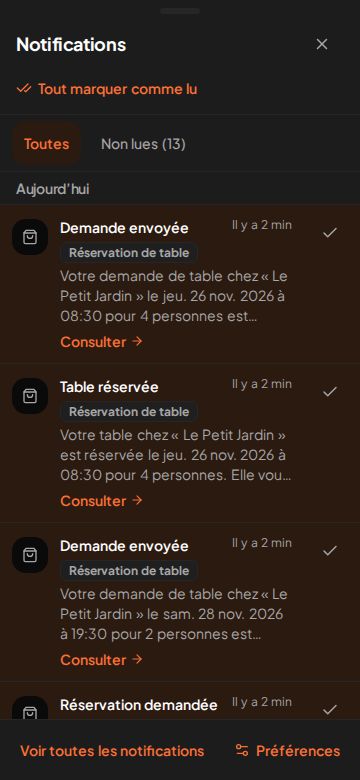 Notifications
Tout marquer comme lu
Toutes
Non lues (13)
Aujourd'hui
Demande envoyée
Il y a 2 min
Réservation de table
Votre demande de table chez « Le
Petit Jardin » le jeu. 26 nov. 2026 à
08:30 pour 4 personnes est…
Consulter →
Table réservée
Il y a 2 min
Réservation de table
Votre table chez « Le Petit Jardin »
est réservée le jeu. 26 nov. 2026 à
08:30 pour 4 personnes. Elle vou…
Consulter →
Demande envoyée
Il y a 2 min
Réservation de table
Votre demande de table chez « Le
Petit Jardin » le sam. 28 nov. 2026
à 19:30 pour 2 personnes est…
Consulter →
Réservation demandée
Il y a 2 min
Voir toutes les notifications
Préférences